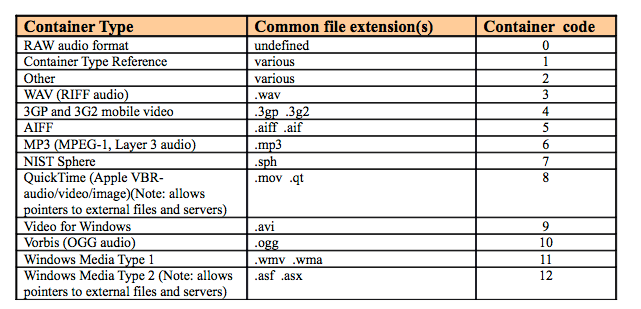 Container Type Common file extension(s) Container code
RAW audio format undefined 0
Container Type Reference various 1
Other various 2
WAV (RIFF audio) .wav 3
3GP and 3G2 mobile video .3gp .3g2 4
AIFF .aiff .aif 5
MP3 (MPEG-1, Layer 3 audio) .mp3 6
NIST Sphere .sph 7
QuickTime (Apple VBR- .mov .qt 8
audio/video/image)(Note: allows
pointers to external files and servers)
Video for Windows .avi 9
Vorbis (OGG audio) .ogg 10
Windows Media Type 1 .wmv .wma 11
Windows Media Type 2 (Note: allows .asf .asx 12
pointers to external files and servers)